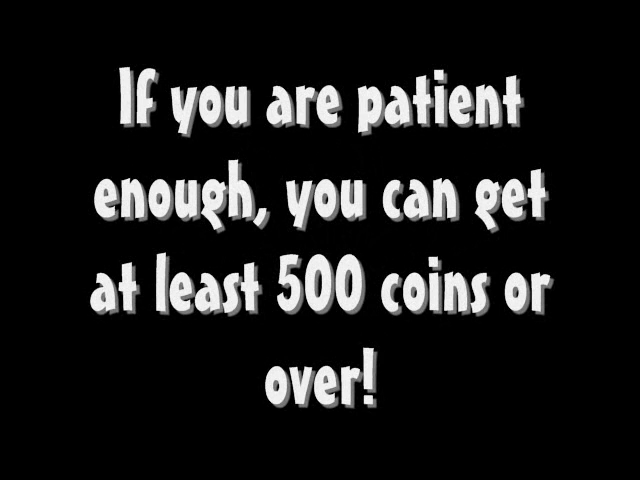 If you are patient
enough, you can get
at least 500 coins or
over!